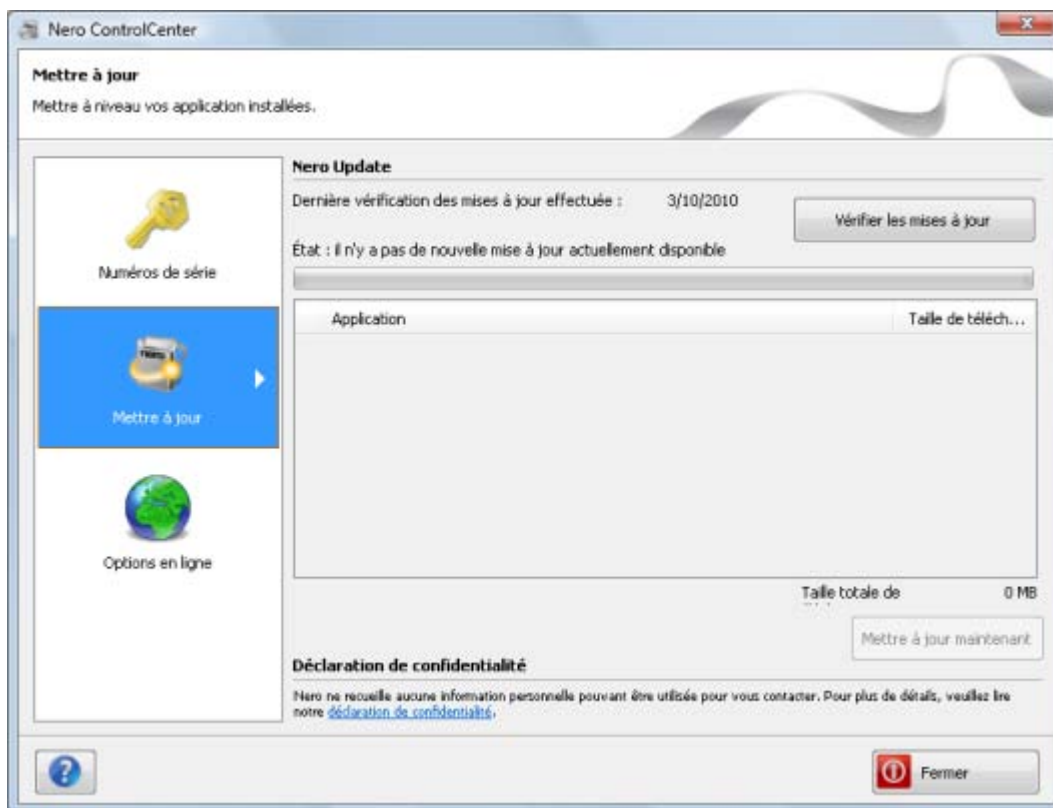 Nero ControlCenter
Mettre à jour
Mettre à niveau vos application installées.
Numéros de série
Mettre à jour
Options en ligne
Nero Update
Dernière vérification des mises à jour effectuée : 3/10/2010
Vérifier les mises à jour
État : il n'y a pas de nouvelle mise à jour actuellement disponible
Application Taille de téléch...
Taille totale de 0 MB
Mettre à jour maintenant
Déclaration de confidentialité
Nero ne recueille aucune information personnelle pouvant être utilisée pour vous contacter. Pour plus de détails, veuillez lire
notre déclaration de confidentialité.
Fermer